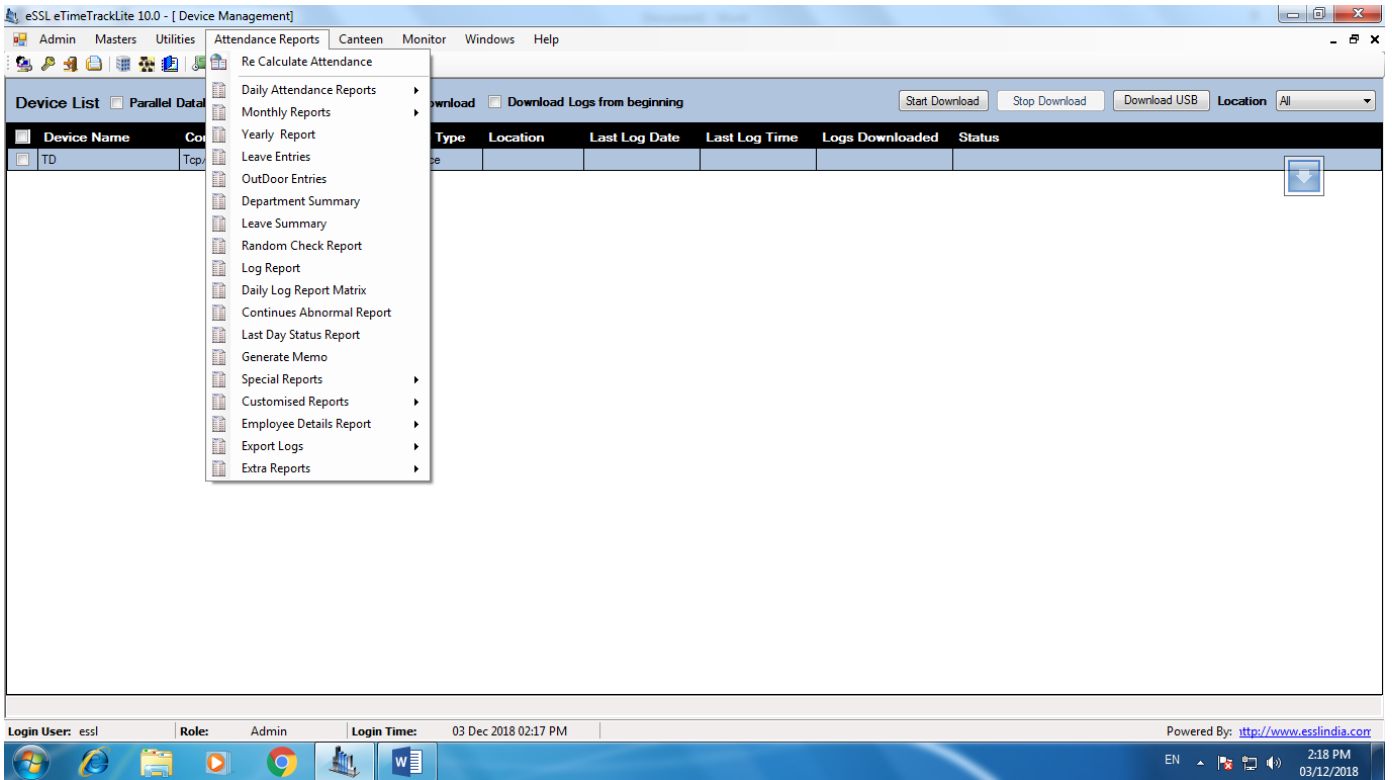 eSSL eTimeTrackLite 10.0 - [ Device Management]
Admin Masters Utilities Attendance Reports Canteen Monitor Windows Help
Re Calculate Attendance
Daily Attendance Reports
Device List Parallel Download Logs from beginning Start Download Stop Download Download USB Location All
Monthly Reports
Device Name Type Location Last Log Date Last Log Time Logs Downloaded Status
Yearly Report
TD
Leave Entries
OutDoor Entries
Department Summary
Leave Summary
Random Check Report
Log Report
Daily Log Report Matrix
Continues Abnormal Report
Last Day Status Report
Generate Memo
Special Reports
Customised Reports
Employee Details Report
Export Logs
Extra Reports
Login User: essl Role: Admin Login Time: 03 Dec 2018 02:17 PM Powered By: ttp://www.esslindia.com
EN 2:18 PM
03/12/2018